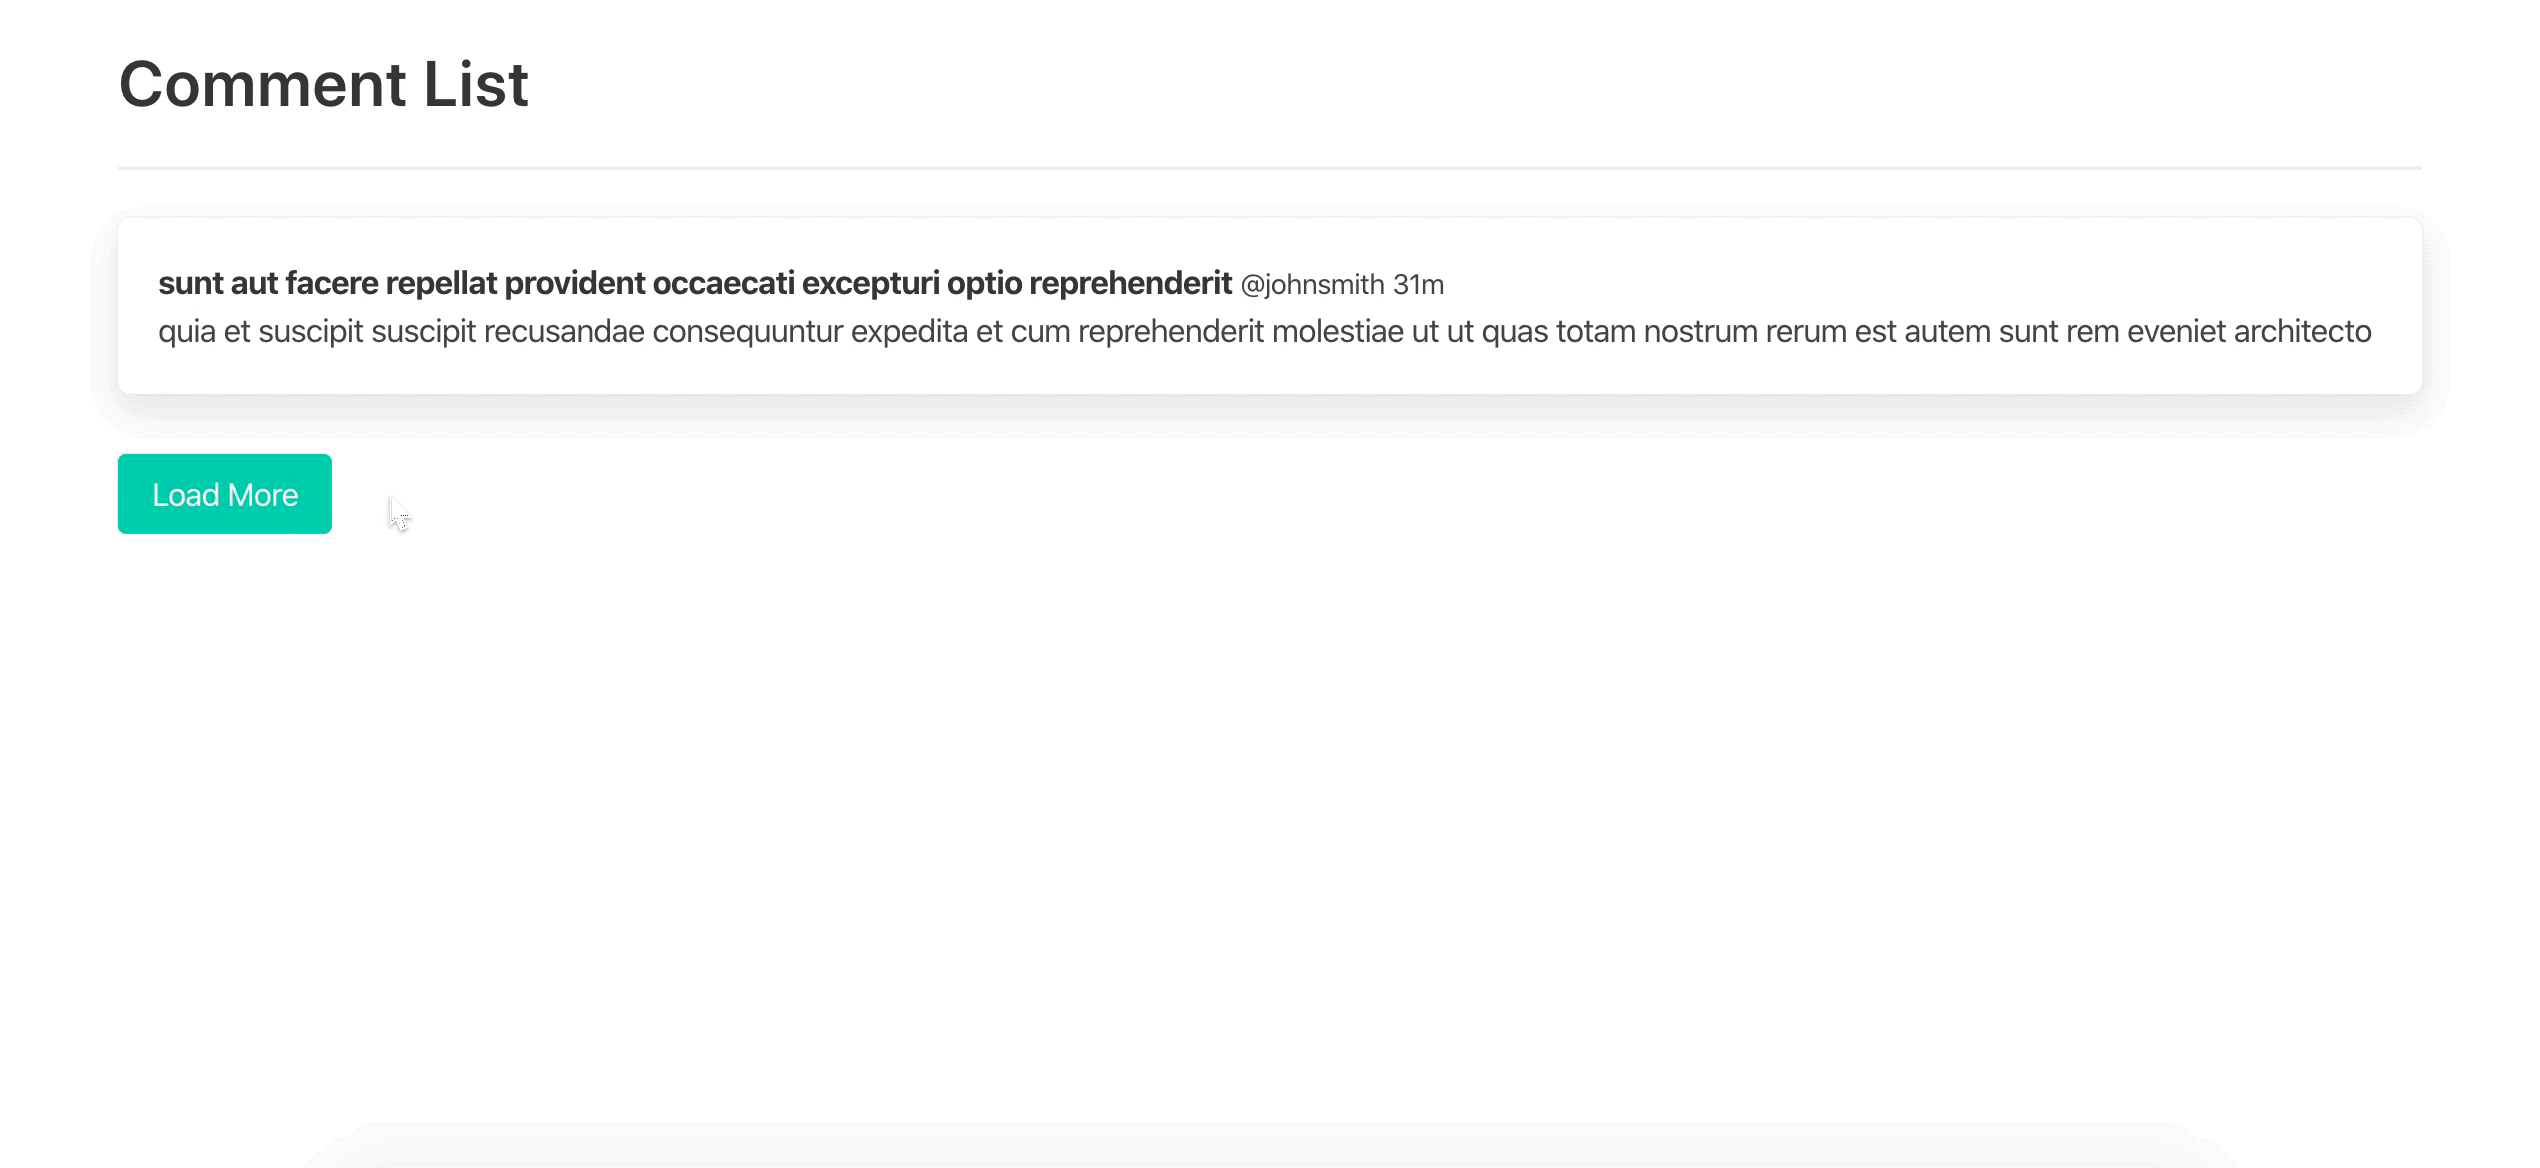 Comment List
sunt aut facere repellat provident occaecati excepturi optio reprehenderit @johnsmith 31m
quia et suscipit suscipit recusandae consequuntur expedita et cum reprehenderit molestiae ut ut quas totam nostrum rerum est autem sunt rem eveniet architecto
Load More